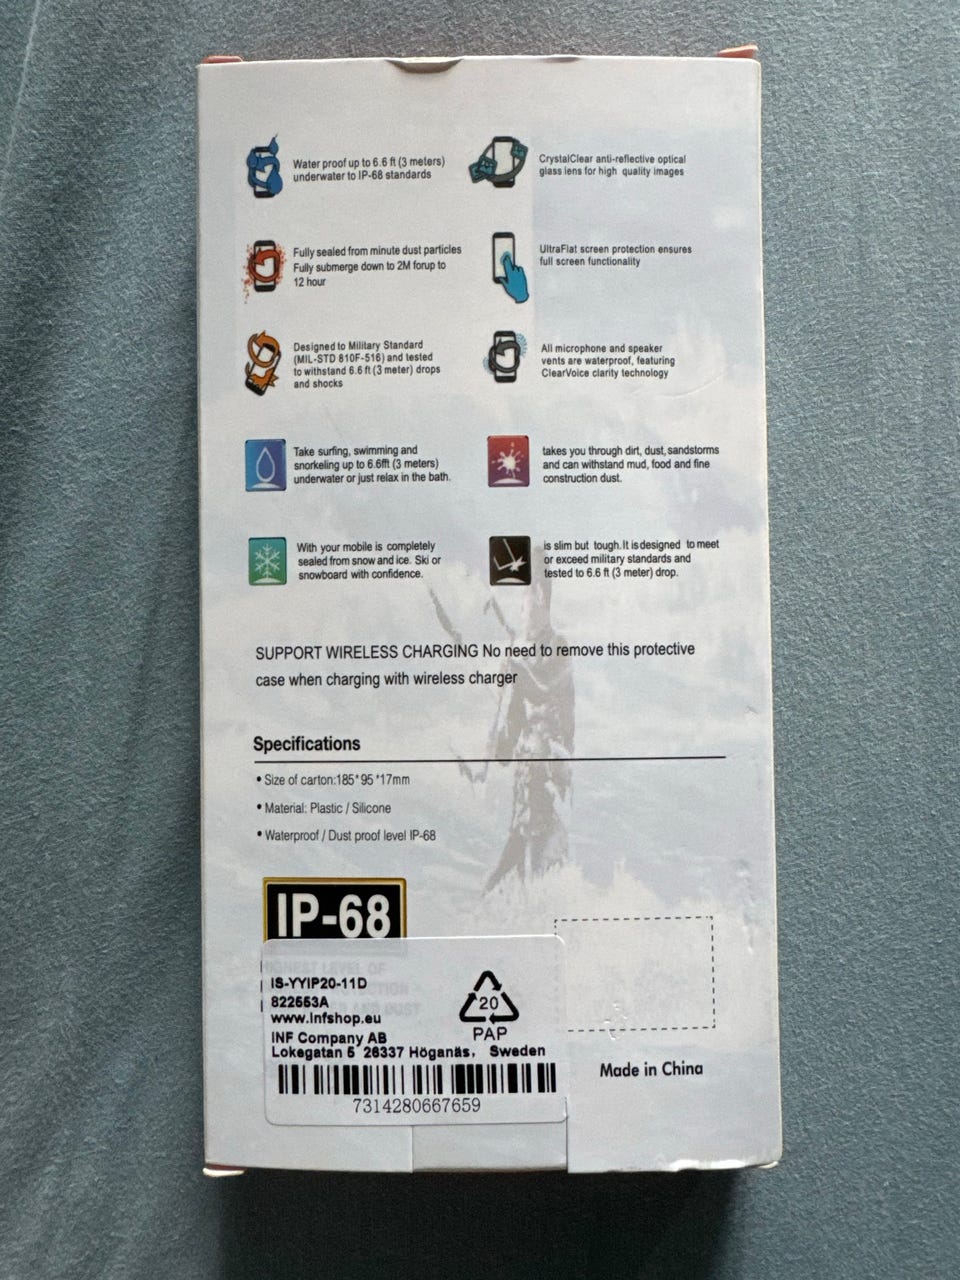 Water proof up to 6.6 ft (3 meters)
underwater to IP-68 standards
CrystalClear anti-reflective optical
glass lens for high quality images
Fully sealed from minute dust particles
Fully submerge down to 2M forup to
12 hour
UltraFlat screen protection ensures
full screen functionality
Designed to Military Standard
(MIL-STD 810F-516) and tested
to withstand 6.6 ft (3 meter) drops
and shocks
All microphone and speaker
vents are waterproof, featuring
ClearVoice clarity technology
Take surfing, swimming and
snorkeling up to 6.6fft (3 meters)
underwater or just relax in the bath.
takes you through dirt, dust, sandstorms
and can withstand mud, food and fine
construction dust.
With your mobile is completely
sealed from snow and ice. Ski or
snowboard with confidence.
is slim but tough. It is designed to meet
or exceed military standards and
tested to 6.6 ft (3 meter) drop.
SUPPORT WIRELESS CHARGING No need to remove this protective
case when charging with wireless charger
Specifications
• Size of carton:185*95*17mm
• Material: Plastic / Silicone
• Waterproof / Dust proof level IP-68
IP-68
HIGHEST LEVEL OF
AND DUST
IS-YYIP20-11D
822553A
www.infshop.eu
INF Company AB
Lokegatan 5 26337 Höganäs, Sweden
7314280667659
20
PAP
Made in China